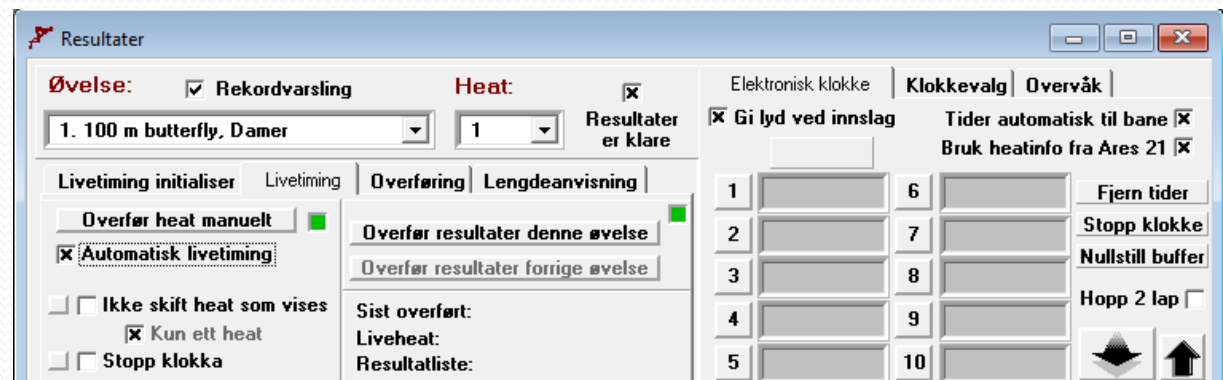 Resultater
Øvelse:
Rekordvarsling
Heat:
1. 100 m butterfly, Damer
1
Resultater
er klare
Livetiming initialiser
Livetiming
Overføring
Lengdeanvisning
Overfør heat manuelt
Automatisk livetiming
Ikke skift heat som vises
Kun ett heat
Stopp klokka
Overfør resultater denne øvelse
Overfør resultater forrige øvelse
Sist overført:
Liveheat:
Resultatliste:
Elektronisk klokke
Klokkevalg
Overvåk
Gi lyd ved innslag
Tider automatisk til bane
Bruk heatinfo fra Ares 21
1
2
3
4
5
6
7
8
9
10
Fjern tider
Stopp klokke
Nullstill buffer
Hopp 2 lap